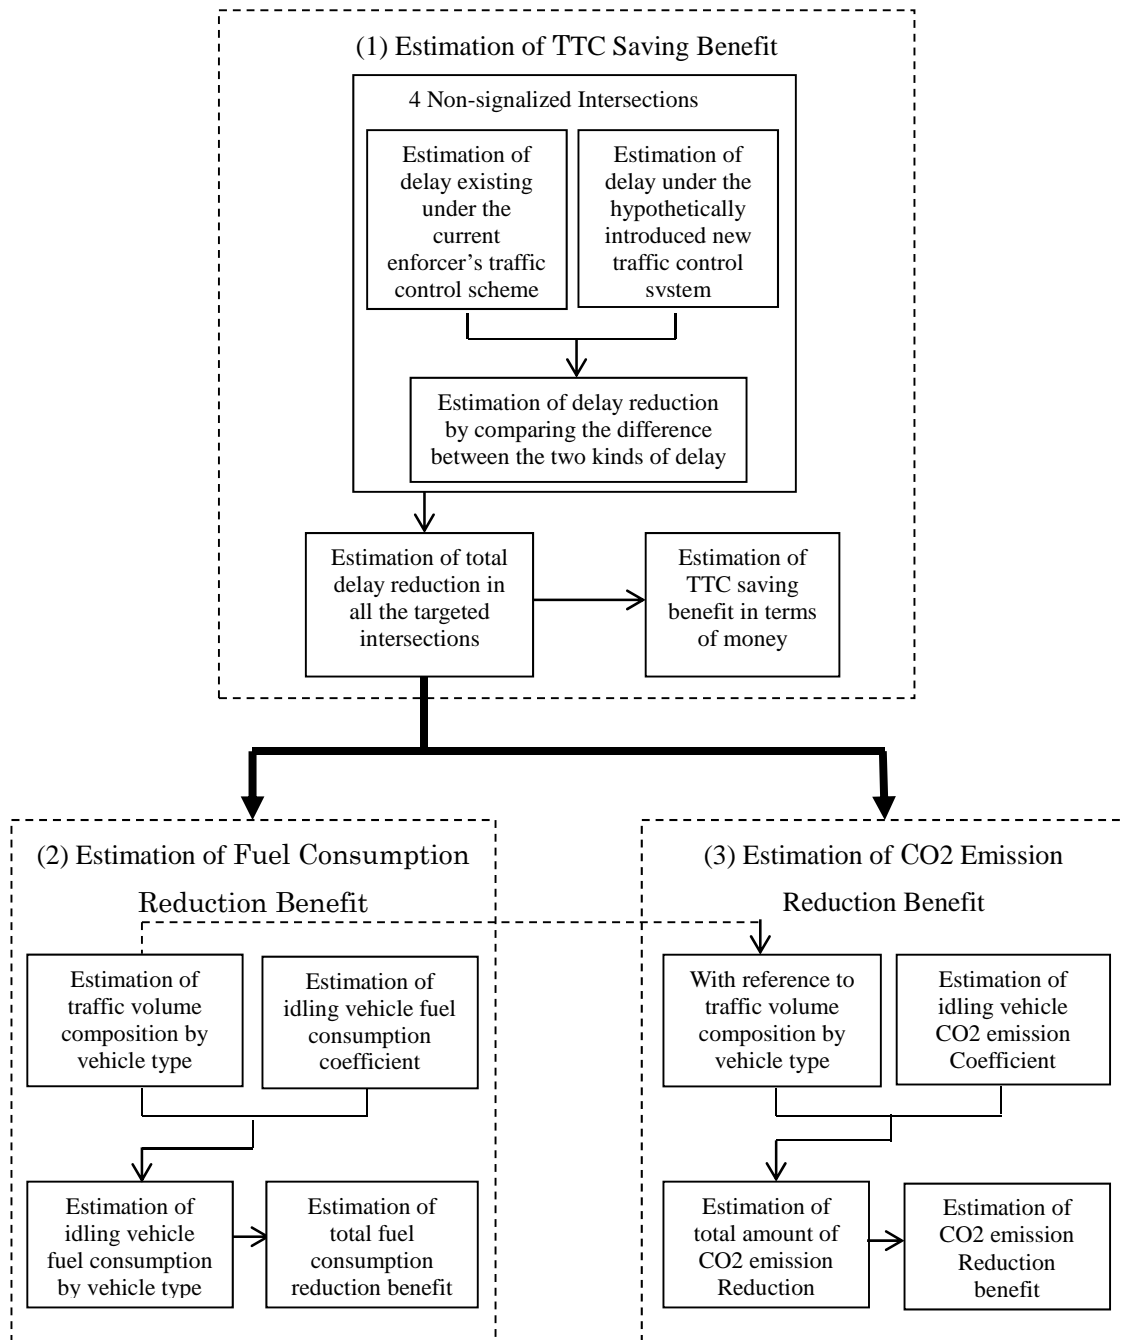 (1) Estimation of TTC Saving Benefit
4 Non-signalized Intersections
Estimation of
delay existing
under the
current
enforcer's traffic
control scheme
Estimation of
delay under the
hypothetically
introduced new
traffic control
system
Estimation of delay reduction
by comparing the difference
between the two kinds of delay
Estimation of total
delay reduction in
all the targeted
intersections
Estimation of
TTC saving
benefit in terms
of money
(2) Estimation of Fuel Consumption
Reduction Benefit
Estimation of
traffic volume
composition by
vehicle type
Estimation of
idling vehicle fuel
consumption
coefficient
Estimation of
idling vehicle
fuel consumption
by vehicle type
Estimation of
total fuel
consumption
reduction benefit
(3) Estimation of CO2 Emission
Reduction Benefit
With reference to
traffic volume
composition by
vehicle type
Estimation of
idling vehicle
CO2 emission
Coefficient
Estimation of
total amount of
CO2 emission
Reduction
Estimation of
CO2 emission
Reduction
benefit